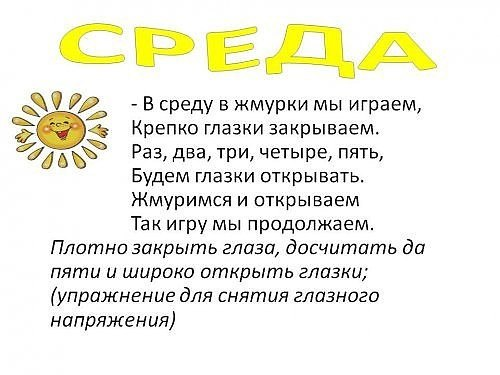 СРЕДА
- В среду в жмурки мы играем,
Крепко глазки закрываем.
Раз, два, три, четыре, пять,
Будем глазки открывать.
Жмуримся и открываем
Так игру мы продолжаем.
Плотно закрыть глаза, досчитать да
пяти и широко открыть глазки;
(упражнение для снятия глазного
напряжения)